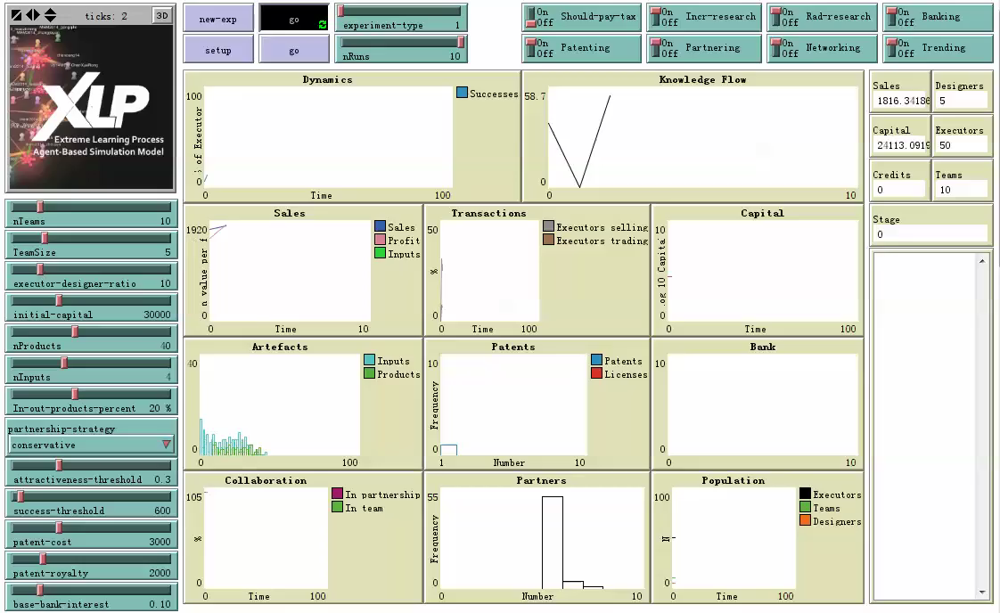 ticks: 2
3D
XLP
Extreme Learning Process
Agent-Based Simulation Model
new-exp
go
experiment-type 1
setup
go
nRuns 10
On
Off
Should-pay-tax
On
Off
Incr-research
On
Off
Rad-research
On
Off
Banking
On
Off
Patenting
On
Off
Partnering
On
Off
Networking
On
Off
Trending
nTeams 10
TeamSize 5
executor-designer-ratio 10
initial-capital 30000
nProducts 40
nInputs 4
In-out-products-percent 20 %
partnership-strategy
conservative
attractiveness-threshold 0.3
success-threshold 600
patent-cost 3000
patent-royalty 2000
base-bank-interest 0.10
Dynamics
100
of Executor
0
0 Time 100
Successes
Knowledge Flow
58.7
0
0 10
Sales
1920
n value per f
0
0 Time 10
Sales
Profit
Inputs
Transactions
50
%
0
0 Time 100
Executors selling
Executors trading
Capital
10
og 10 Capita
0
0 Time 100
Artefacts
40
0
0 100
Inputs
Products
Patents
10
Frequency
0
1 Number 10
Patents
Licenses
Bank
10
0
0 10
Collaboration
105
%
0
0 Time 100
In partnership
In team
Partners
55
Frequency
0
0 Number 10
Population
100
N
0
0 Time 100
Executors
Teams
Designers
Sales
1816.34186
Designers
5
Capital
24113.0919
Executors
50
Credits
0
Teams
10
Stage
0